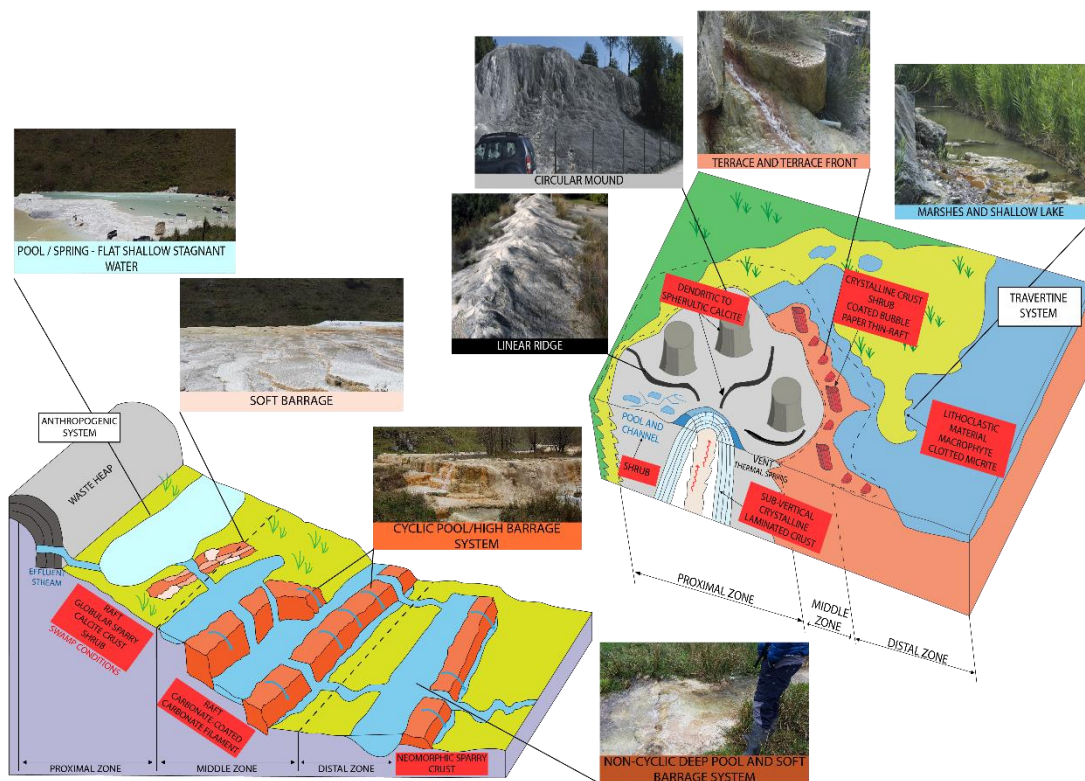 CIRCULAR MOUND
TERRACE AND TERRACE FRONT
MARSHES AND SHALLOW LAKE
POOL / SPRING - FLAT SHALLOW STAGNANT
WATER
LINEAR RIDGE
SOFT BARRAGE
DENDRITIC TO
SPHERULTIC CALCITE
CRYSTALLINE CRUST
SHRUB
COATED BUBBLE
PAPER THIN-RAFT
TRAVERTINE
SYSTEM
ANTHROPOGENIC
SYSTEM
WASTE HEAP
EFFLUENT
STREAM
POOL AND
CHANNEL
SHRUB
VENT
THERMAL SPRING
SUB-VERTICAL
CRYSTALLINE
LAMINATED CRUST
LITHOCLASTIC
MATERIAL
MACROPHYTE
CLOTTED MICRITE
CYCLIC POOL/HIGH BARRAGE
SYSTEM
PROXIMAL ZONE
MIDDLE
ZONE
DISTAL ZONE
RAFT
GLOBULAR SPARRY
CALCITE CRUST
SHRUB
SWAMP CONDITIONS
RAFT
CARBONATE-COATED
CARBONATE FILAMENT
NEOMORPHIC SPARRY
CRUST
PROXIMAL ZONE
MIDDLE ZONE
DISTAL ZONE
NON-CYCLIC DEEP POOL AND SOFT
BARRAGE SYSTEM